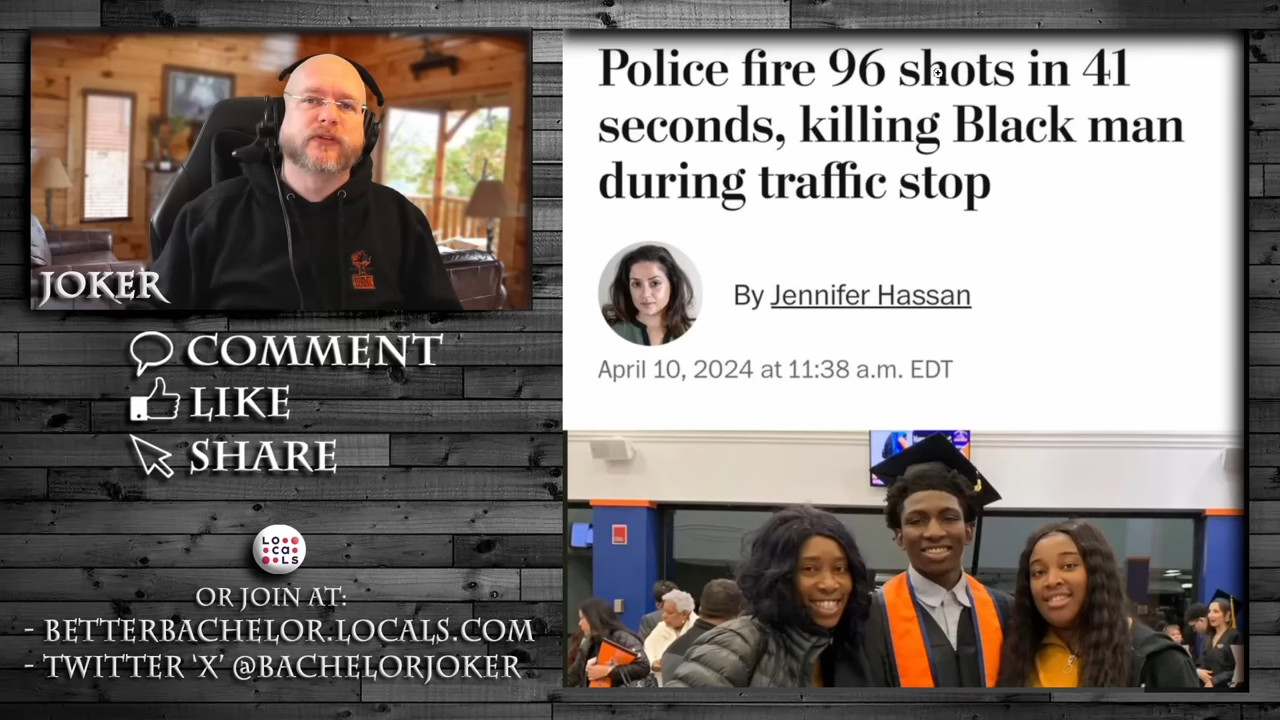 JOKER
COMMENT
LIKE
SHARE
LO
ca
LS
OR JOIN AT:
- BETTERBACHELOR.LOCALS.COM
- TWITTER 'X' @BACHELORJOKER
Police fire 96 shots in 41
seconds, killing Black man
during traffic stop
By Jennifer Hassan
April 10, 2024 at 11:38 a.m. EDT